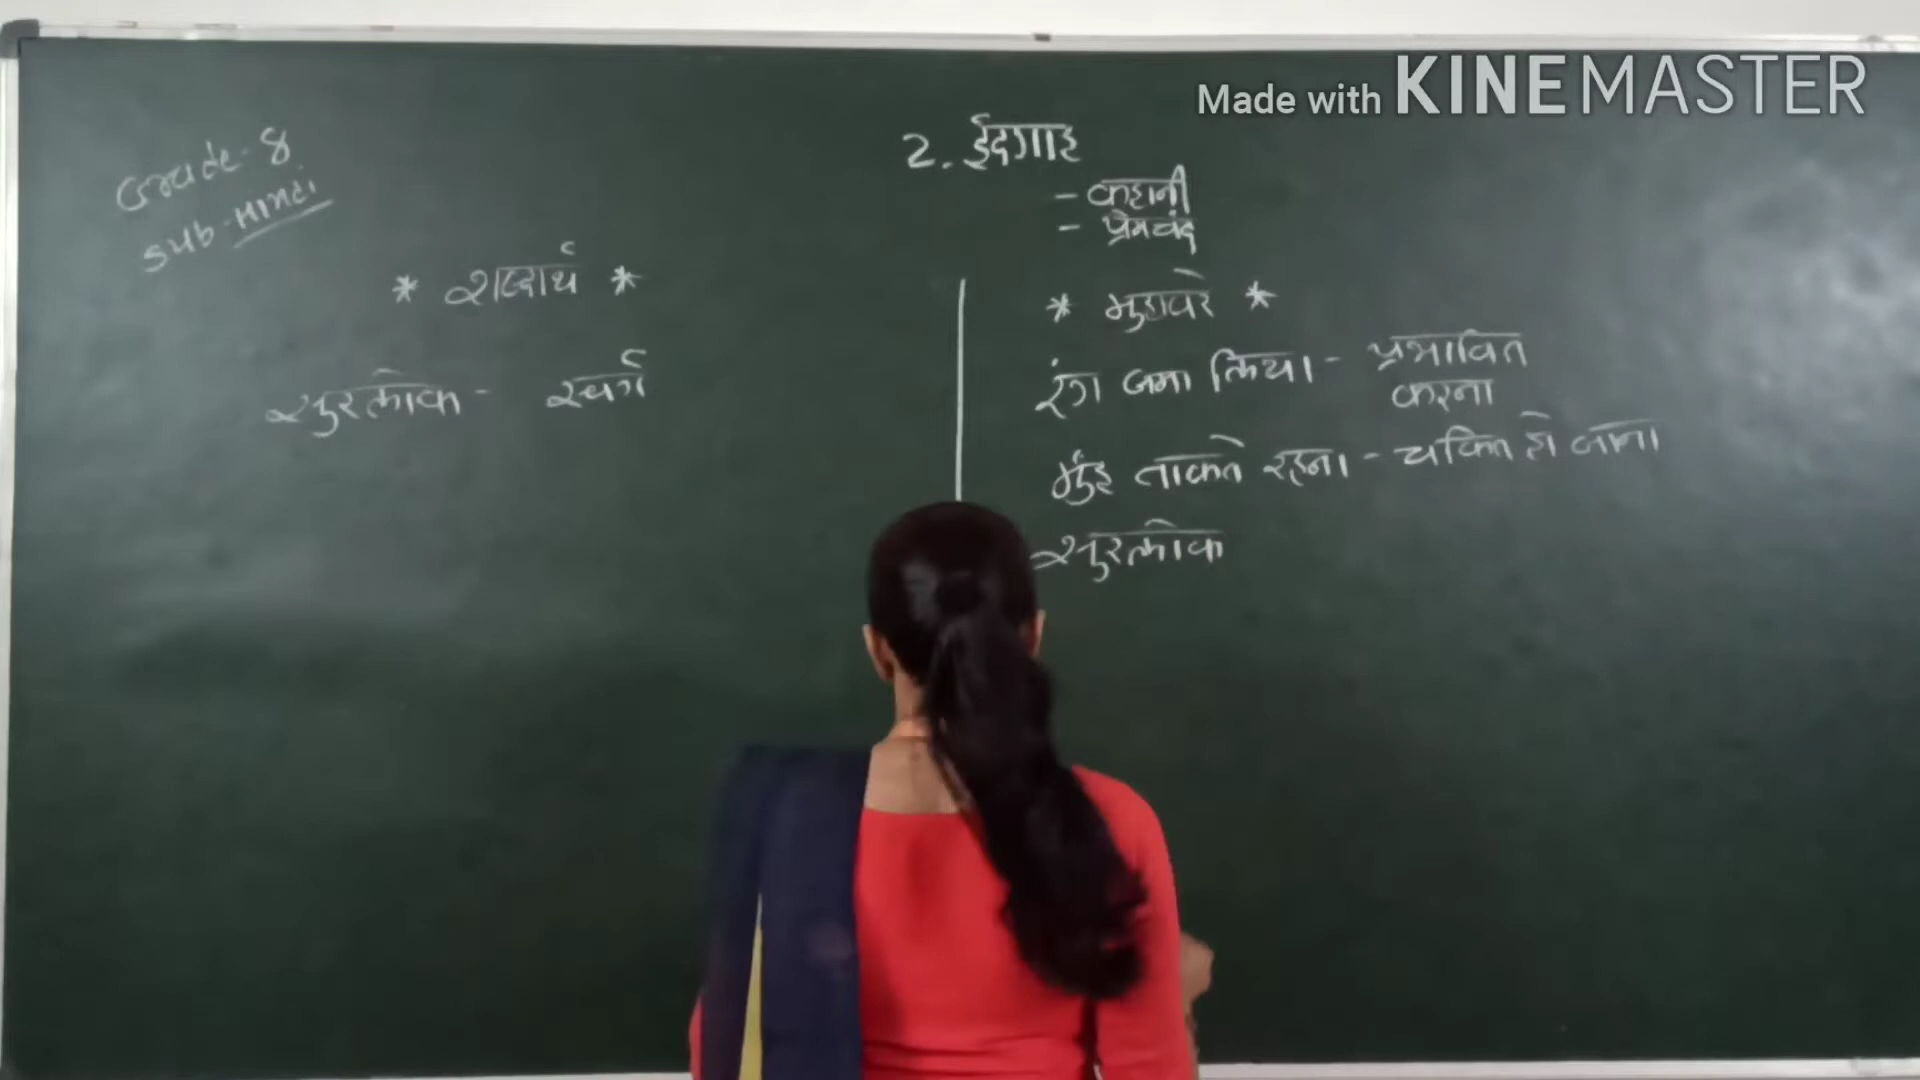 Made with KINEMASTER
Grade-8
Sub-Hindi
2. ईदगाह
- कहानी
- प्रेमचंद
* शब्दार्थ *
सुरलोक - स्वर्ग
* मुहावरे *
रंग जमा लिया - प्रभावित
करना
मुंह ताकते रहना - चकित हो जाना
सुरलोक